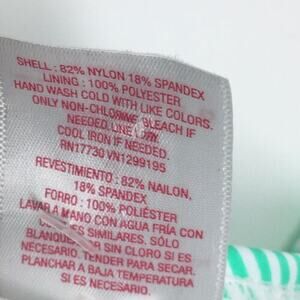 SHELL : 82% NYLON 18% SPANDEX
LINING : 100% POLYESTER
HAND WASH COLD WITH LIKE COLORS.
ONLY NON-CHLORINE BLEACH IF
NEEDED. LINE DRY.
COOL IRON IF NEEDED.
RN17730 VN1299195
REVESTIMIENTO : 82% NAILON,
18% SPANDEX
FORRO : 100% POLIÉSTER
LAVAR A MANO CON AGUA FRÍA CON
SIMILARES. SÓLO
SIN CLORO SI ES
NECESARIO. TENDER PARA SECAR.
PLANCHAR A BAJA TEMPERATURA
SI ES NECESARIO.